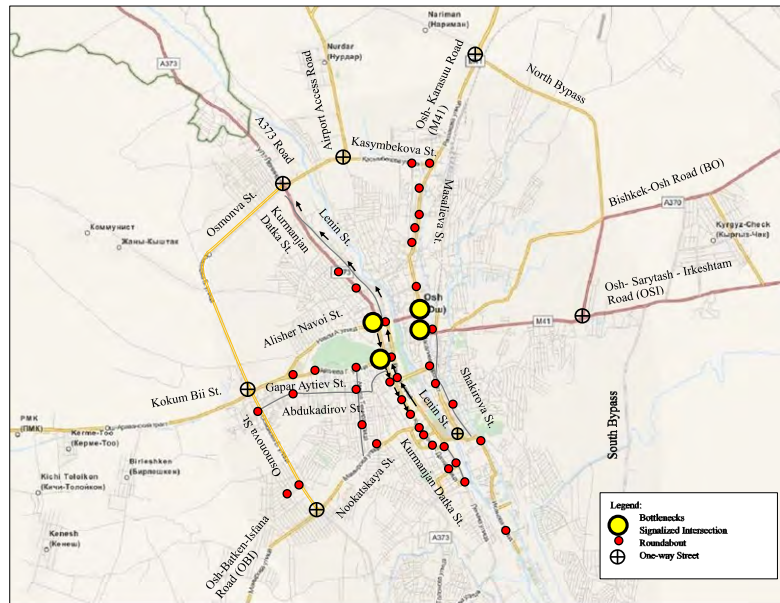 Nariman
(Нариман)
Nurdar
(Нурдар)
A373
M41
Airport Access Road
Osh- Karasuu Road
(M41)
North Bypass
A373 Road
Kasymbekova St.
Osmonva St.
Kurmanjan
Datka St.
Lenin St.
Masalieva St.
Bishkek-Osh Road (BO)
A370
Коммунист
Жаны-Кыштак
Kyrgyz-Check
(Кыргыз-Чек)
Osh- Sarytash - Irkeshtam
Road (OSI)
Osh
(Ош)
M41
Alisher Navoi St.
Kokum Bii St.
Gapar Aytiev St.
Abdukadirov St.
Shakirova St.
Lenin St.
РМК
(ПМК)
Kerme-Too
(Керме-Тоо)
Birleshken
(Бирлешкен)
Kichi Toloikon
(Кичи-Толойкон)
Kenesh
(Кенеш)
Osmonova St.
Nookatskaya St.
Kurmanjan Datka St.
South Bypass
Osh-Batken-Isfana
Road (OBI)
A373
Legend:
Bottlenecks
Signalized Intersection
Roundabout
One-way Street